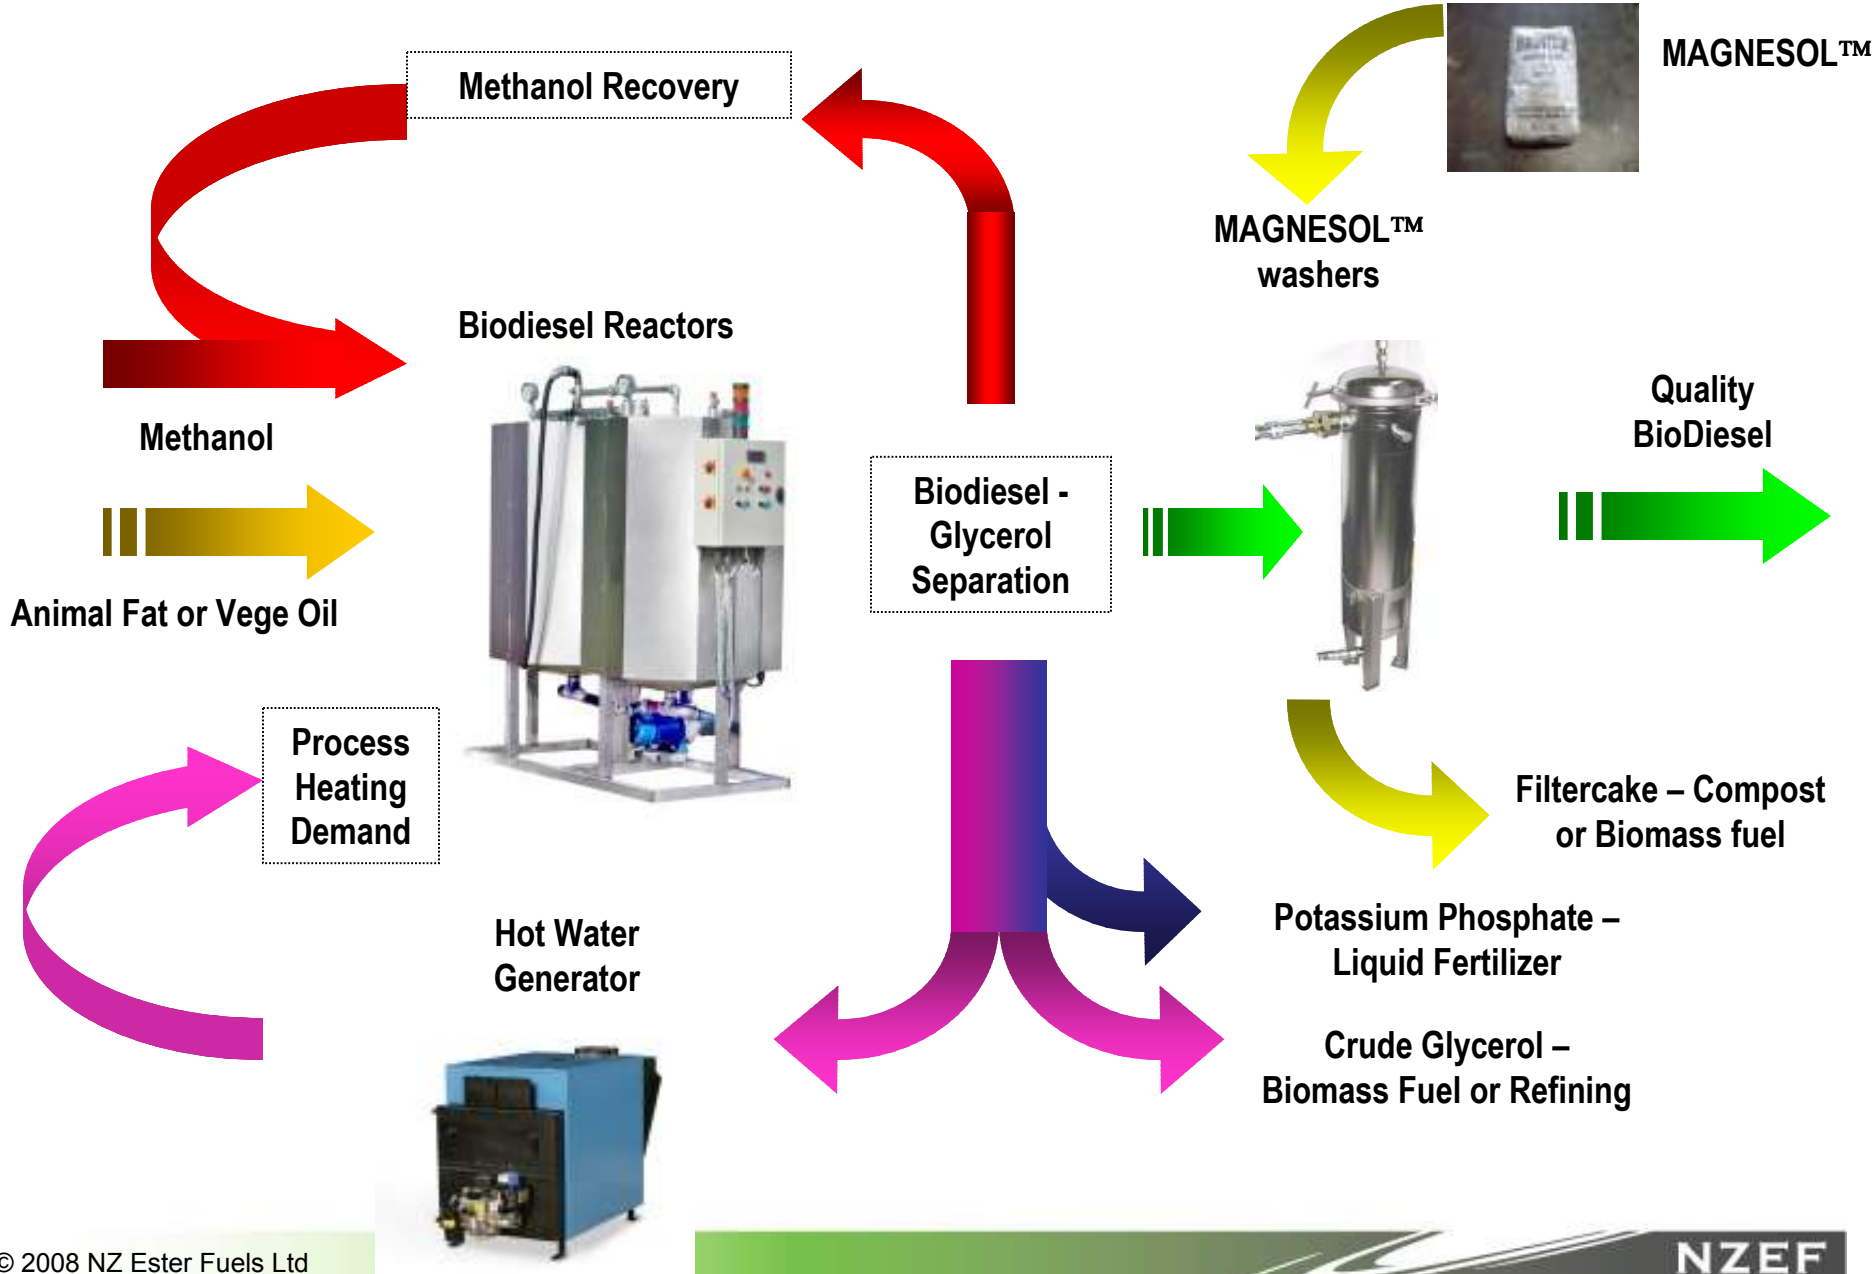 Methanol Recovery
MAGNESOL™
MAGNESOL™
washers
Biodiesel Reactors
Methanol
Quality
BioDiesel
Biodiesel -
Glycerol
Separation
Animal Fat or Vege Oil
Process
Heating
Demand
Filtercake – Compost
or Biomass fuel
Hot Water
Generator
Potassium Phosphate –
Liquid Fertilizer
Crude Glycerol –
Biomass Fuel or Refining
© 2008 NZ Ester Fuels Ltd
NZEF